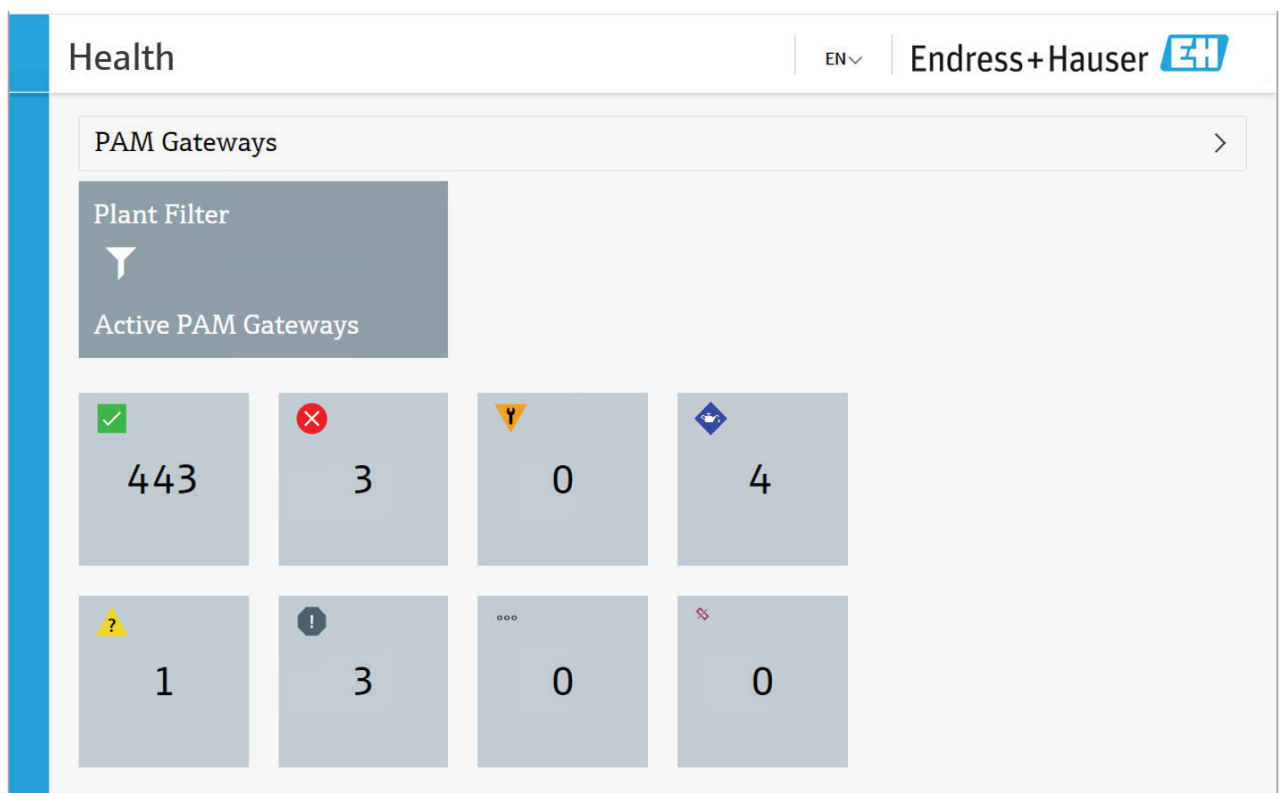 Health
EN
Endress+Hauser EH
PAM Gateways
Plant Filter
Active PAM Gateways
443
3
0
4
?
!
1
3
0
0